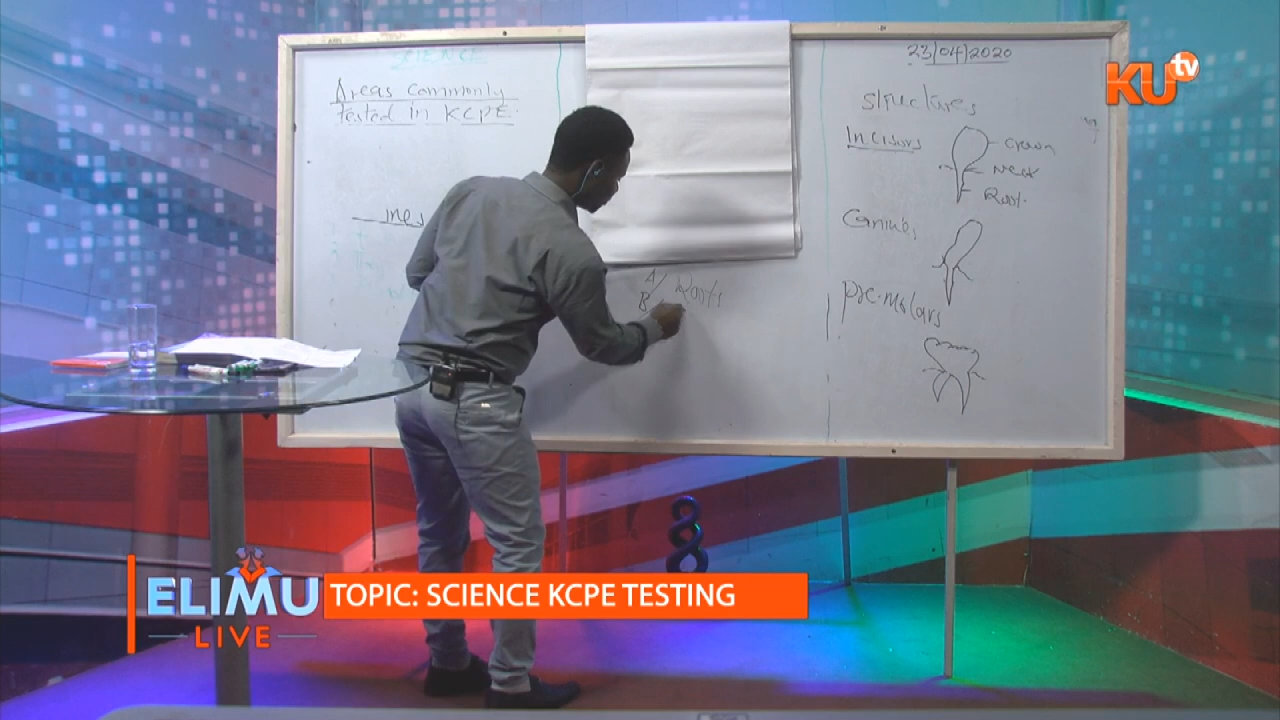 SCIENCE
Areas commonly
tested in KCPE.
23/04/2020
structures
Incisors
crown
Neck
Root.
Canines
pre-molars
A
Roots
B
KU tv
ELIMU
LIVE
TOPIC: SCIENCE KCPE TESTING